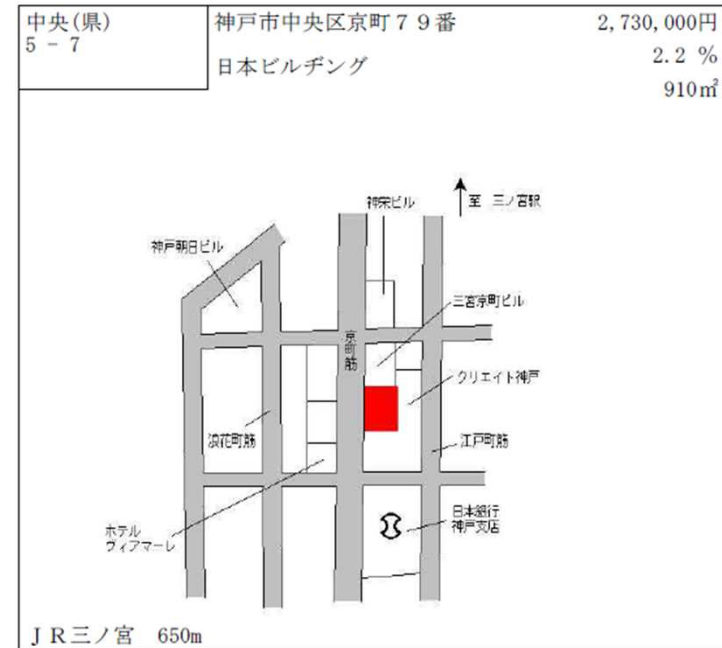 中央(県)
5 - 7
神戸市中央区京町７９番
日本ビルヂング
2,730,000円
2.2 %
910㎡
神栄ビル
至 三ノ宮駅
神戸朝日ビル
三宮京町ビル
京町筋
クリエイト神戸
浪花町筋
江戸町筋
ホテル
ヴィアマーレ
日本銀行
神戸支店
ＪＲ三ノ宮　650m